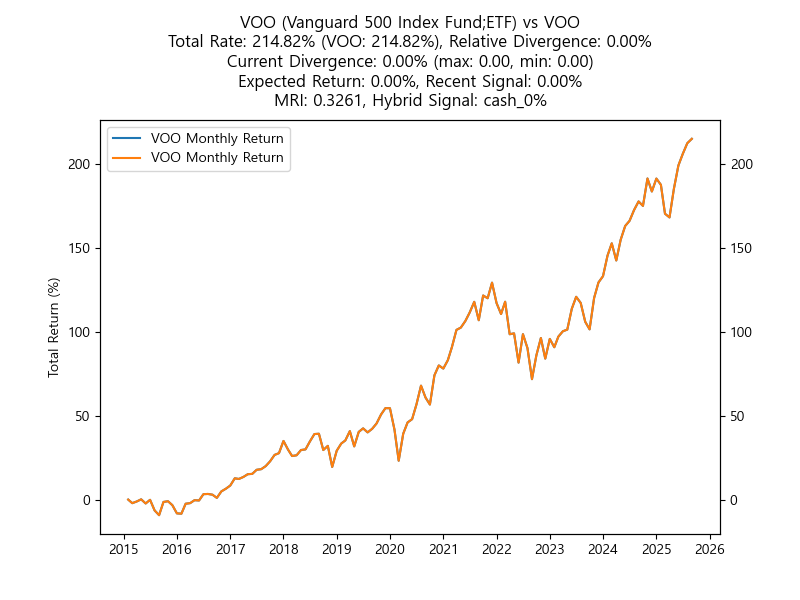 VOO (Vanguard 500 Index Fund;ETF) vs VOO
Total Rate: 214.82% (VOO: 214.82%), Relative Divergence: 0.00%
Current Divergence: 0.00% (max: 0.00, min: 0.00)
Expected Return: 0.00%, Recent Signal: 0.00%
MRI: 0.3261, Hybrid Signal: cash_0%
VOO Monthly Return
VOO Monthly Return
Total Return (%)
200
150
100
50
0
200
150
100
50
0
2015 2016 2017 2018 2019 2020 2021 2022 2023 2024 2025 2026